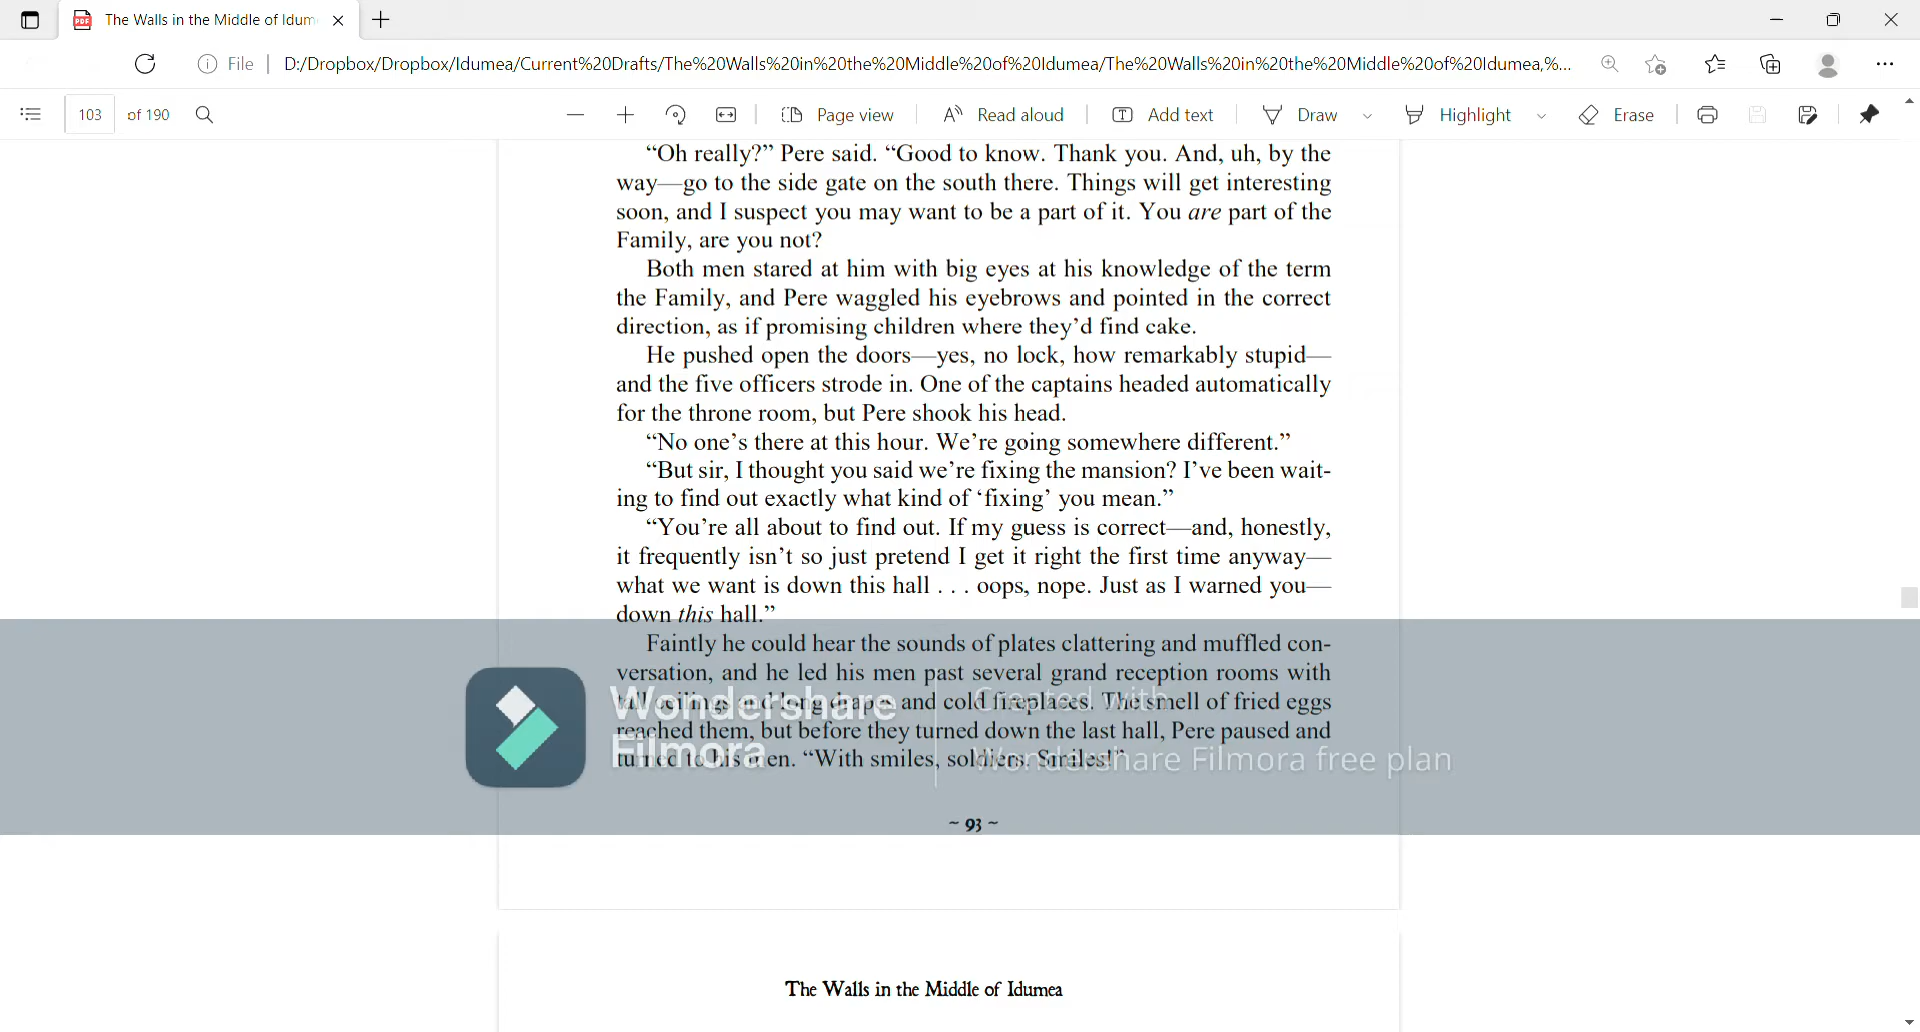 The Walls in the Middle of Idum
File
D:/Dropbox/Dropbox/Idumea/Current%20Drafts/The%20Walls%20in%20the%20Middle%20of%20Idumea/The%20Walls%20in%20the%20Middle%20of%20Idumea,%...
103 of 190
Page view
Read aloud
Add text
Draw
Highlight
Erase
“Oh really?” Pere said. “Good to know. Thank you. And, uh, by the
way—go to the side gate on the south there. Things will get interesting
soon, and I suspect you may want to be a part of it. You are part of the
Family, are you not?
Both men stared at him with big eyes at his knowledge of the term
the Family, and Pere waggled his eyebrows and pointed in the correct
direction, as if promising children where they’d find cake.
He pushed open the doors—yes, no lock, how remarkably stupid—
and the five officers strode in. One of the captains headed automatically
for the throne room, but Pere shook his head.
“No one’s there at this hour. We’re going somewhere different.”
“But sir, I thought you said we’re fixing the mansion? I’ve been wait-
ing to find out exactly what kind of ‘fixing’ you mean.”
“You’re all about to find out. If my guess is correct—and, honestly,
it frequently isn’t so just pretend I get it right the first time anyway—
what we want is down this hall . . . oops, nope. Just as I warned you—
down this hall.”
Faintly he could hear the sounds of plates clattering and muffled con-
versation, and he led his men past several grand reception rooms with
tall ceilings and long drapes and cold fireplaces. The smell of fried eggs
reached them, but before they turned down the last hall, Pere paused and
turned to his men. “With smiles, soldiers. Smiles!”
Wondershare
Filmora
Created with
Wondershare Filmora free plan
~ 93 ~
The Walls in the Middle of Idumea